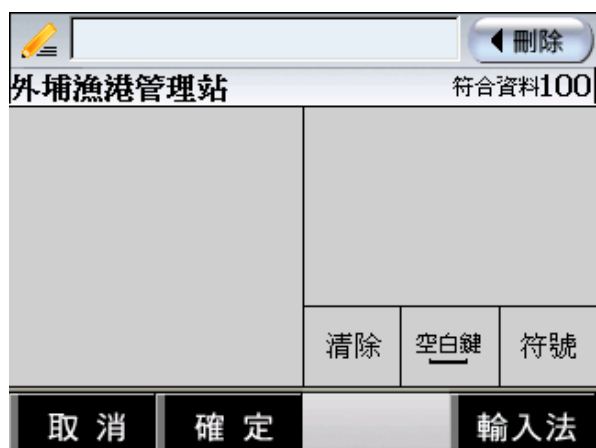 刪除
外埔漁港管理站 符合資料100
清除 空白鍵 符號
取消 確定 輸入法